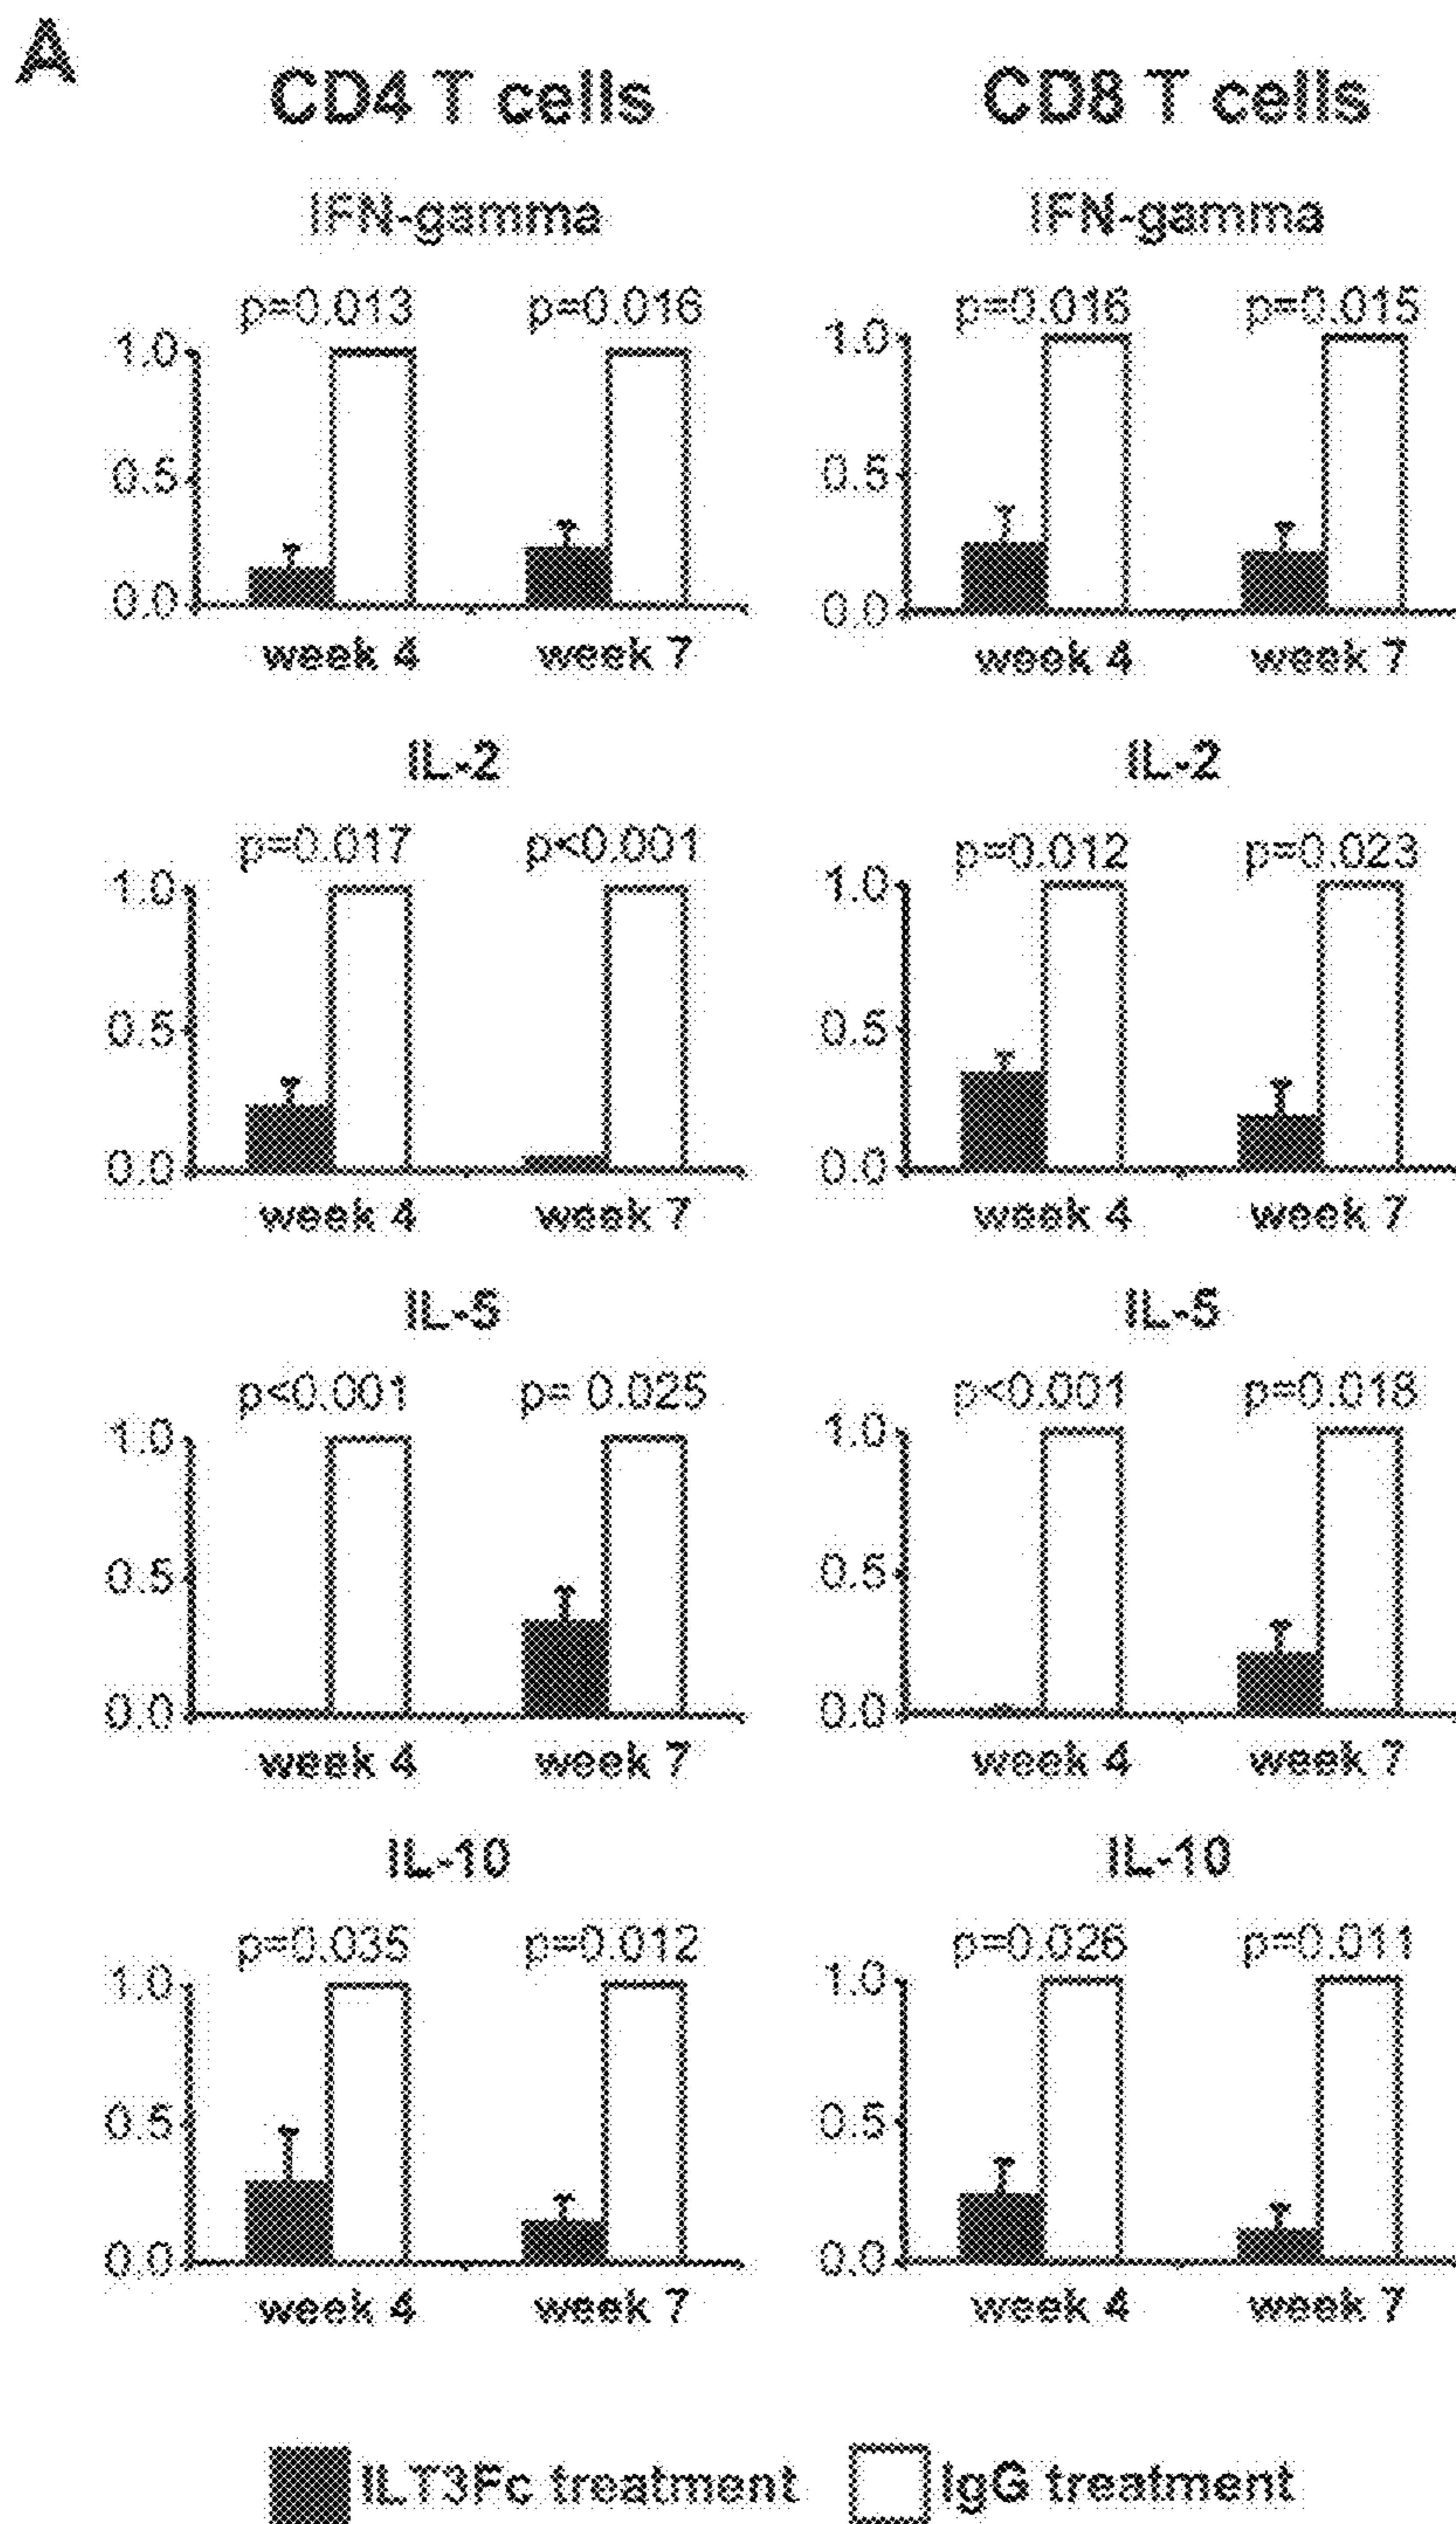 A
CD4 T cells CD8 T cells
IFN-gamma IFN-gamma
p=0.013 p=0.016 p=0.016 p=0.015
1.0 1.0
0.5 0.5
0.0 0.0
week 4 week 7 week 4 week 7
IL-2 IL-2
p=0.017 p<0.001 p=0.012 p=0.023
1.0 1.0
0.5 0.5
0.0 0.0
week 4 week 7 week 4 week 7
IL-5 IL-5
p<0.001 p= 0.025 p<0.001 p=0.018
1.0 1.0
0.5 0.5
0.0 0.0
week 4 week 7 week 4 week 7
IL-10 IL-10
p=0.035 p=0.012 p=0.026 p=0.011
1.0 1.0
0.5 0.5
0.0 0.0
week 4 week 7 week 4 week 7
ILT3Fc treatment IgG treatment